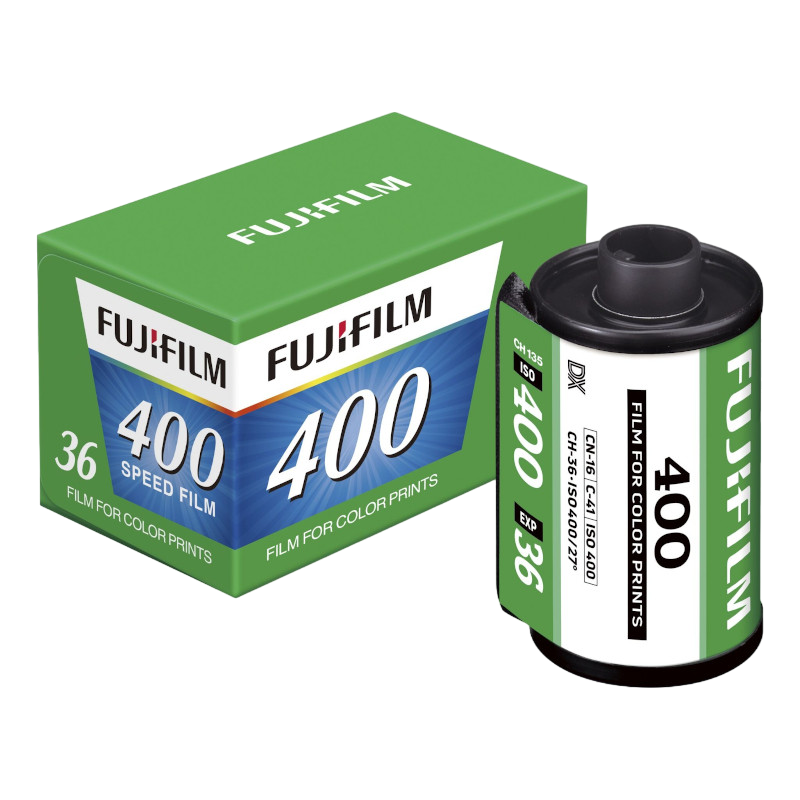 FUJIFILM
FUJIFILM
400
SPEED FILM
36
FILM FOR COLOR PRINTS
FUJIFILM
400
FILM FOR COLOR PRINTS
CH 135
ISO
400
EXP
36
DX
CN-16 C-41 ISO 400
CH-36·ISO400/27°
FILM FOR COLOR PRINTS
400
FUJIFILM